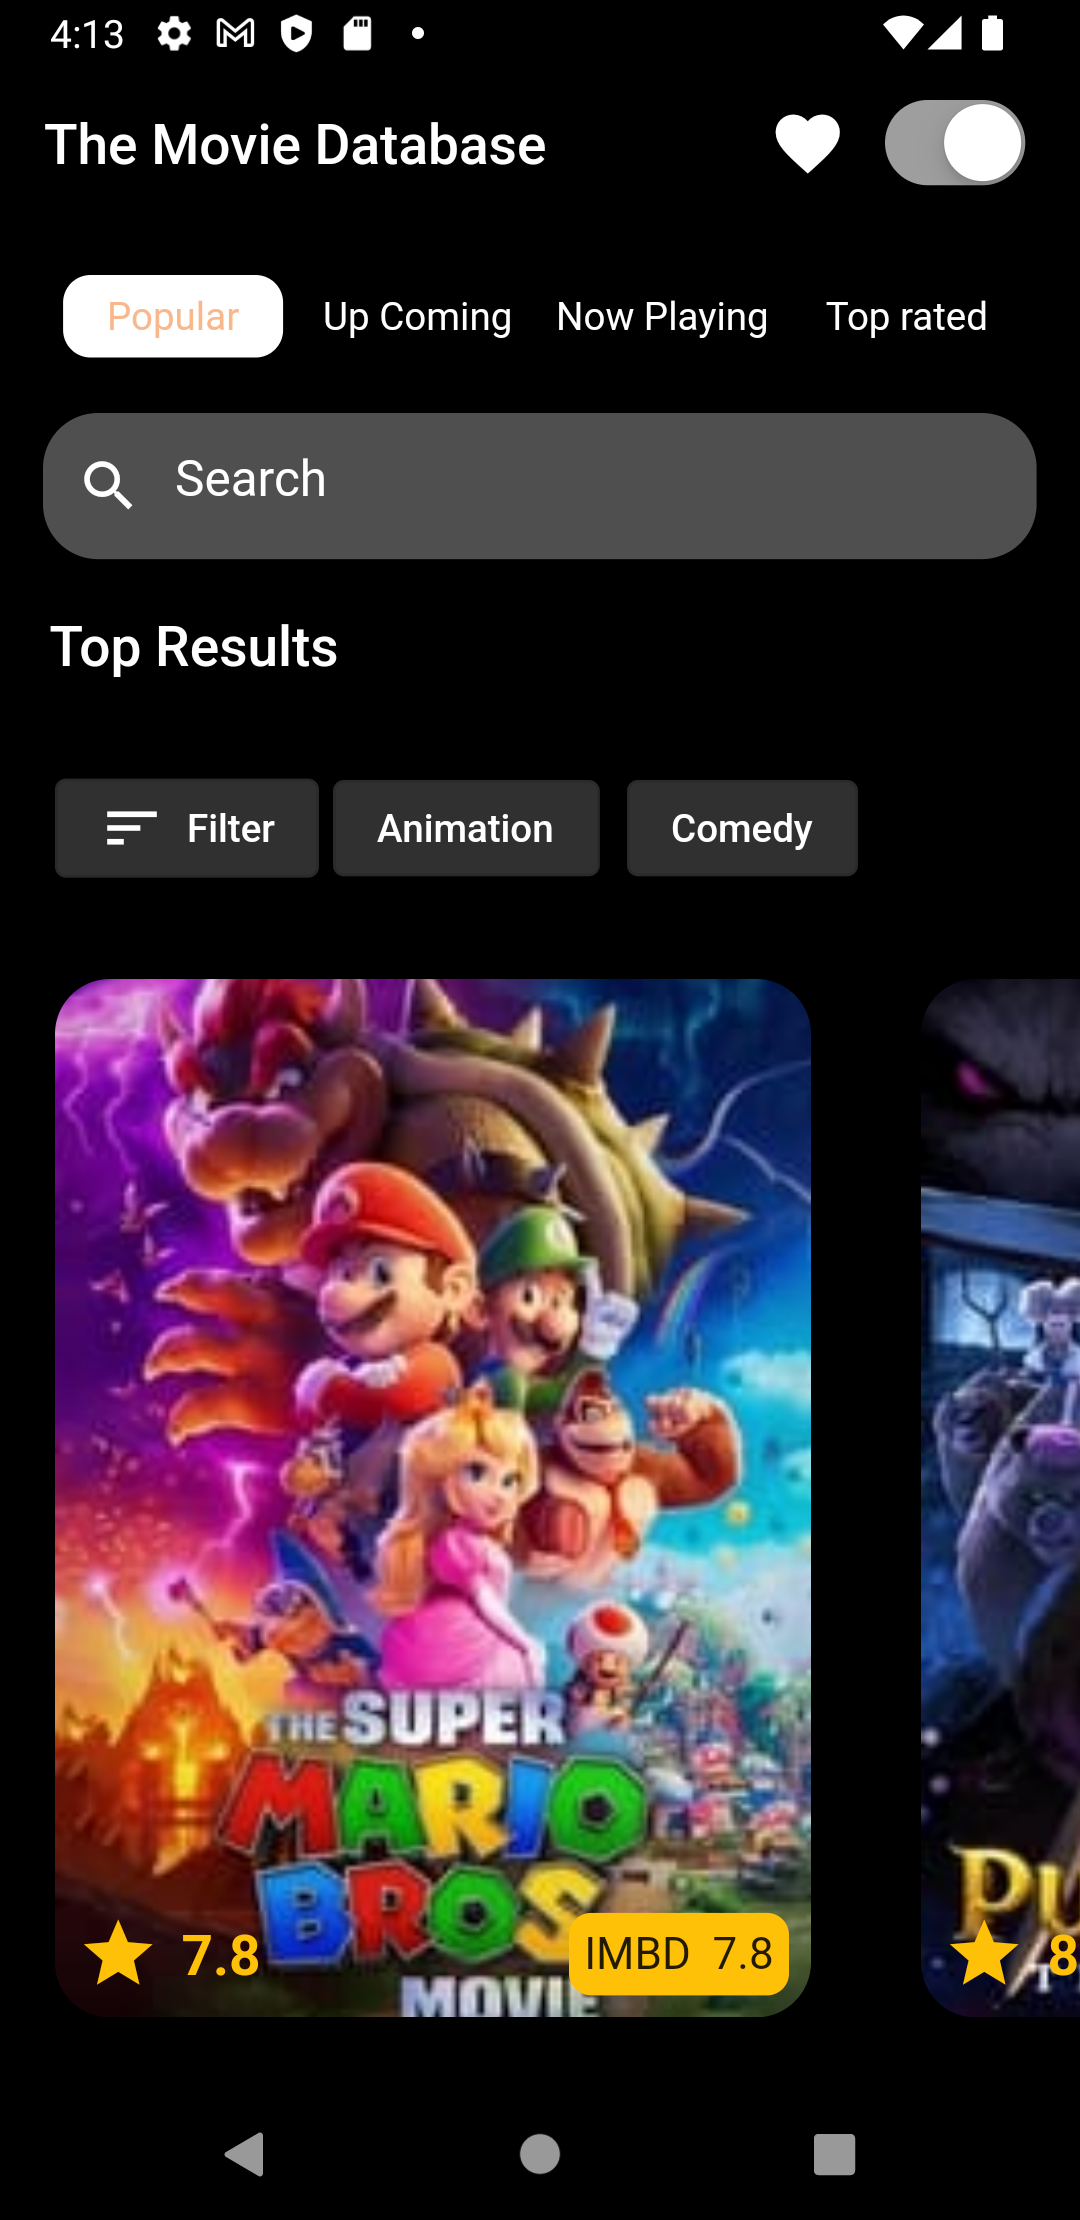 4:13
The Movie Database
Popular
Up Coming
Now Playing
Top rated
Search
Top Results
Filter
Animation
Comedy
THE SUPER
MARIO
BROS
MOVIE
7.8
IMBD 7.8
PU
T
8